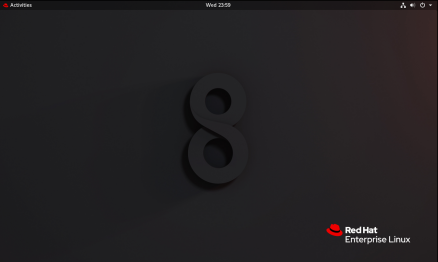 Activities
Wed 23:59
8
Red Hat
Enterprise Linux